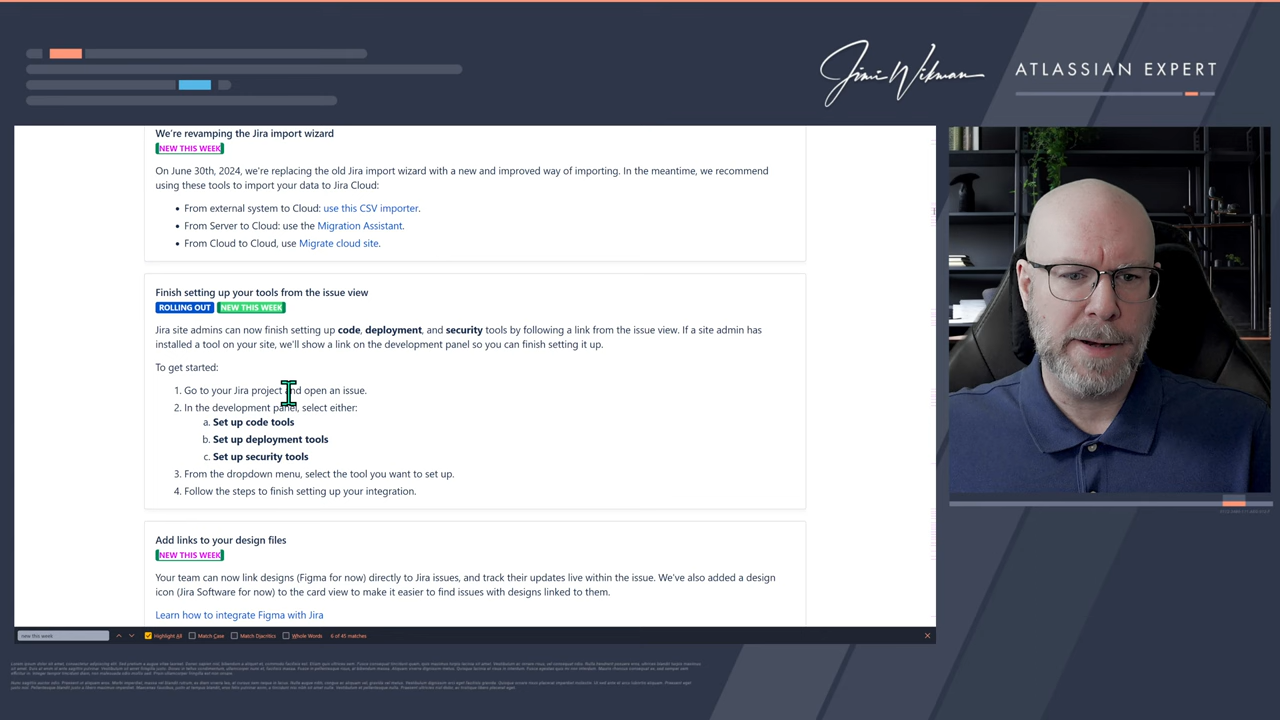 Jimi Wikman
ATLASSIAN EXPERT
We're revamping the Jira import wizard
NEW THIS WEEK
On June 30th, 2024, we're replacing the old Jira import wizard with a new and improved way of importing. In the meantime, we recommend
using these tools to import your data to Jira Cloud:
• From external system to Cloud: use this CSV importer.
• From Server to Cloud: use the Migration Assistant.
• From Cloud to Cloud, use Migrate cloud site.
Finish setting up your tools from the issue view
ROLLING OUT NEW THIS WEEK
Jira site admins can now finish setting up code, deployment, and security tools by following a link from the issue view. If a site admin has
installed a tool on your site, we'll show a link on the development panel so you can finish setting it up.
To get started:
1. Go to your Jira project and open an issue.
2. In the development panel, select either:
a. Set up code tools
b. Set up deployment tools
c. Set up security tools
3. From the dropdown menu, select the tool you want to set up.
4. Follow the steps to finish setting up your integration.
Add links to your design files
NEW THIS WEEK
Your team can now link designs (Figma for now) directly to Jira issues, and track their updates live within the issue. We've also added a design
icon (Jira Software for now) to the card view to make it easier to find issues with designs linked to them.
Learn how to integrate Figma with Jira
new this week Highlight All Match Case Match Diacritics Whole Words 6 of 45 matches